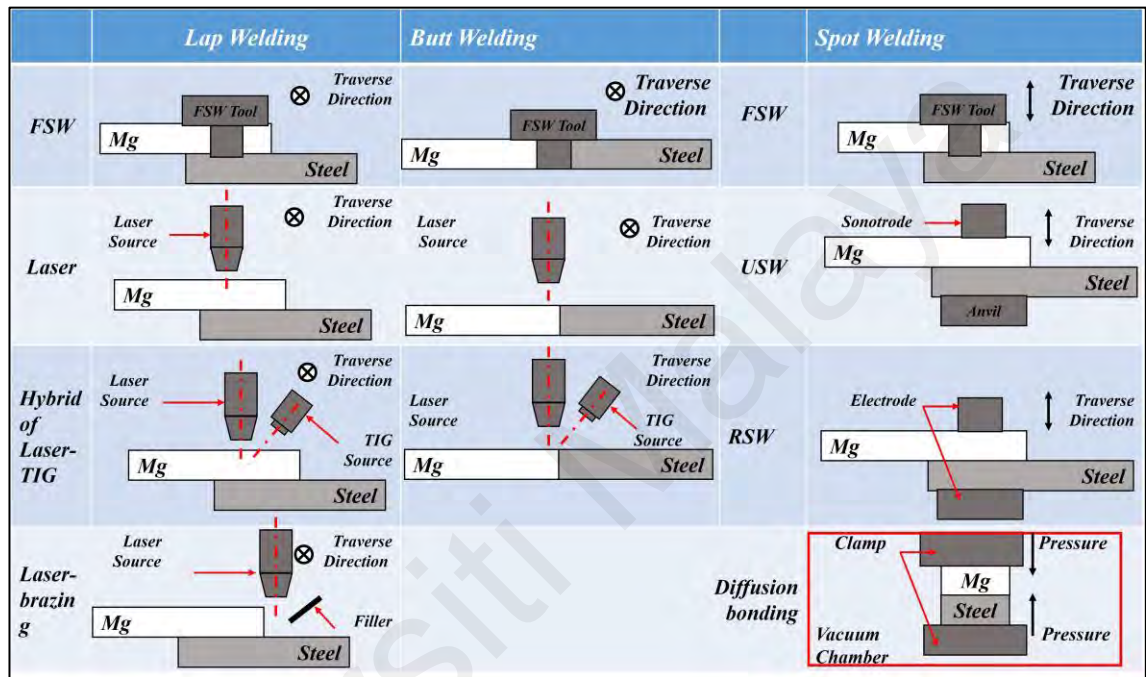 Lap Welding
Butt Welding
Spot Welding
FSW
Traverse
Direction
FSW Tool
Mg
Steel
Traverse
Direction
FSW Tool
Mg
Steel
FSW
Traverse
Direction
FSW Tool
Mg
Steel
Laser
Laser
Source
Traverse
Direction
Mg
Steel
Laser
Source
Traverse
Direction
Mg
Steel
USW
Sonotrode
Traverse
Direction
Mg
Steel
Anvil
Hybrid
of
Laser-
TIG
Laser
Source
Traverse
Direction
TIG
Source
Mg
Steel
Laser
Source
Traverse
Direction
TIG
Source
Mg
Steel
RSW
Electrode
Traverse
Direction
Mg
Steel
Laser-
brazin
g
Laser
Source
Traverse
Direction
Mg
Filler
Steel
Diffusion
bonding
Clamp
Pressure
Mg
Steel
Vacuum
Chamber
Pressure
siti Malaya